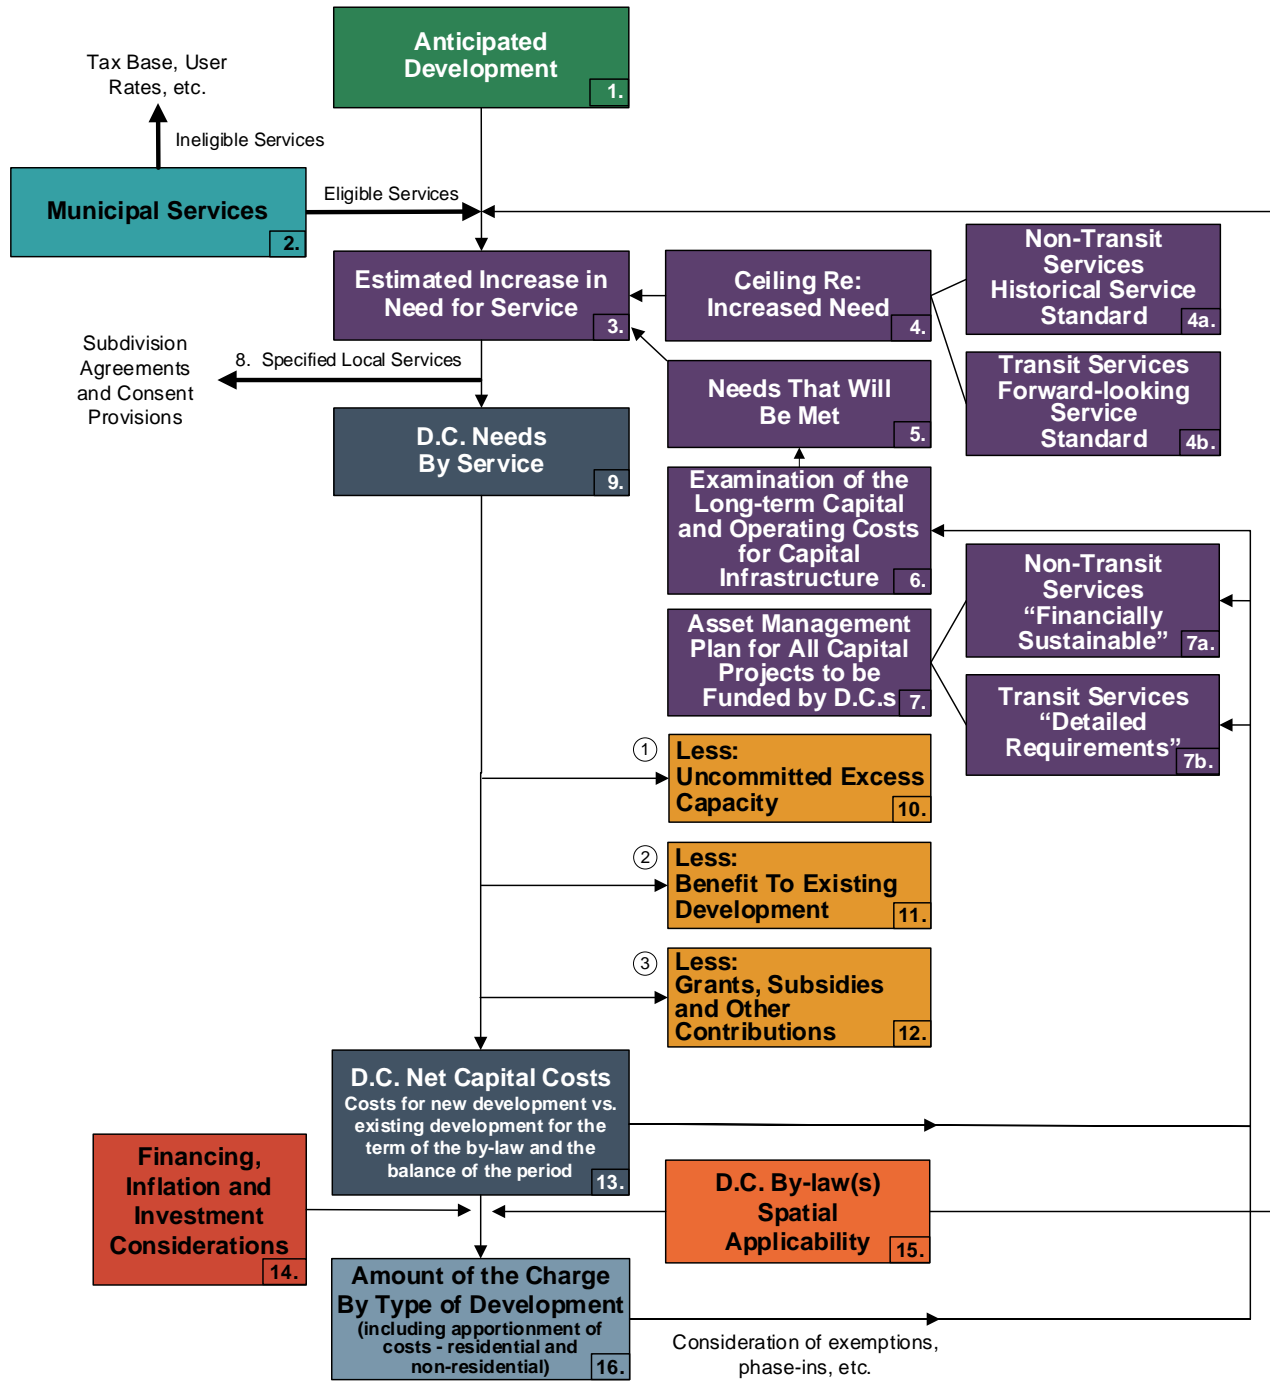 Anticipated
Development
1.
Tax Base, User
Rates, etc.
Ineligible Services
Municipal Services
2.
Eligible Services
Estimated Increase in
Need for Service
3.
Ceiling Re:
Increased Need
4.
Non-Transit
Services
Historical Service
Standard
4a.
Transit Services
Forward-looking
Service
Standard
4b.
Subdivision
Agreements
and Consent
Provisions
8. Specified Local Services
Needs That Will
Be Met
5.
D.C. Needs
By Service
9.
Examination of the
Long-term Capital
and Operating Costs
for Capital
Infrastructure
6.
Asset Management
Plan for All Capital
Projects to be
Funded by D.C.s
7.
Non-Transit
Services
“Financially
Sustainable”
7a.
Transit Services
“Detailed
Requirements”
7b.
1
Less:
Uncommitted Excess
Capacity
10.
2
Less:
Benefit To Existing
Development
11.
3
Less:
Grants, Subsidies
and Other
Contributions
12.
D.C. Net Capital Costs
Costs for new development vs.
existing development for the
term of the by-law and the
balance of the period
13.
Financing,
Inflation and
Investment
Considerations
14.
D.C. By-law(s)
Spatial
Applicability
15.
Amount of the Charge
By Type of Development
(including apportionment of
costs - residential and
non-residential)
16.
Consideration of exemptions,
phase-ins, etc.